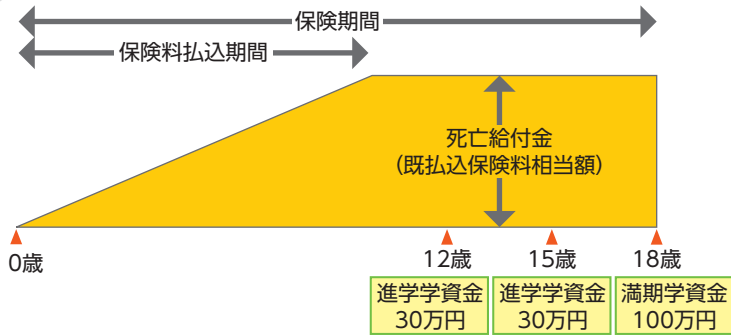 保険期間
保険料払込期間
死亡給付金
(既払込保険料相当額)
0歳
12歳
15歳
18歳
進学学資金
30万円
進学学資金
30万円
満期学資金
100万円